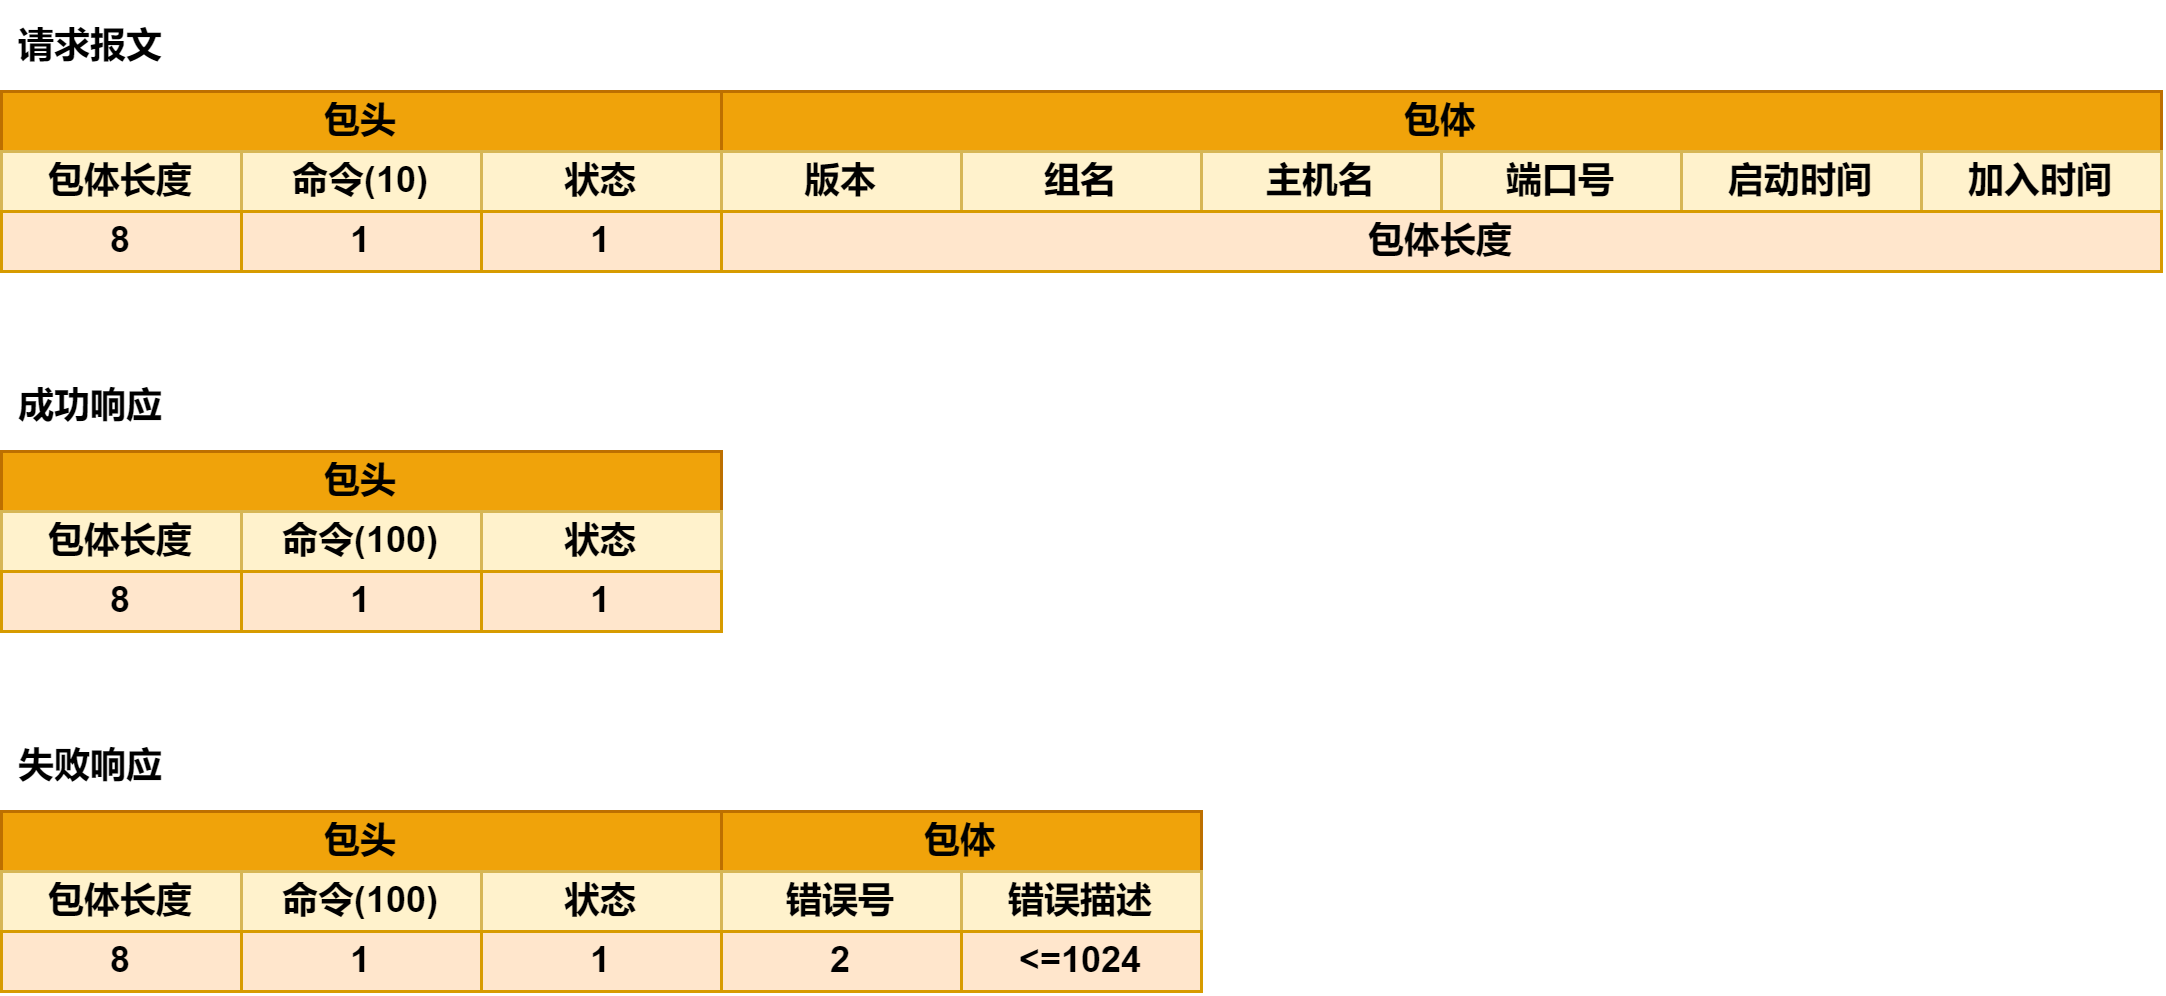 请求报文
包头 包体
包体长度 命令(10) 状态 版本 组名 主机名 端口号 启动时间 加入时间
8 1 1 包体长度
成功响应
包头
包体长度 命令(100) 状态
8 1 1
失败响应
包头 包体
包体长度 命令(100) 状态 错误号 错误描述
8 1 1 2 <=1024